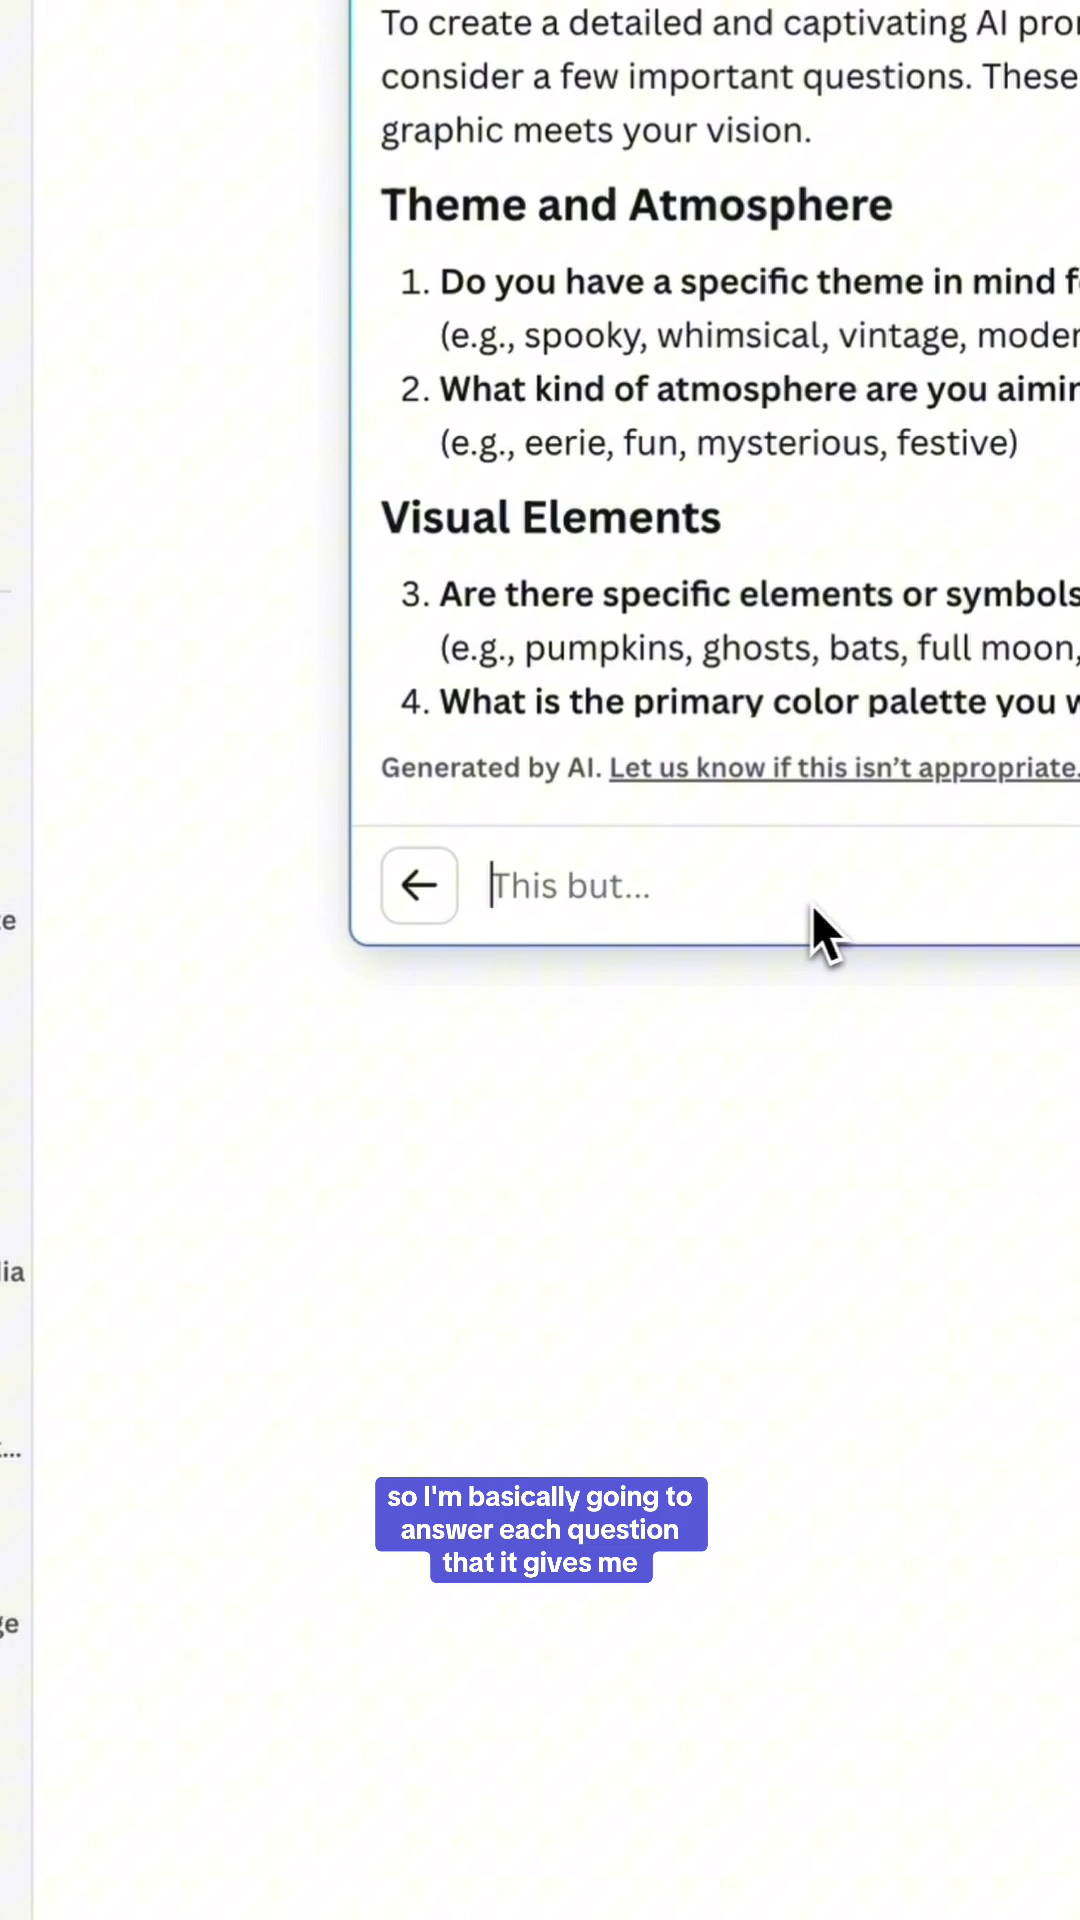 To create a detailed and captivating AI
consider a few important questions. These
graphic meets your vision.
Theme and Atmosphere
1. Do you have a specific theme in mind
(e.g., spooky, whimsical, vintage,
2. What kind of atmosphere are you
(e.g., eerie, fun, mysterious, festive)
Visual Elements
3. Are there specific elements or symbols
(e.g., pumpkins, ghosts, bats, full moon,
4. What is the primary color palette you
Generated by AI. Let us know if this isn’t appropriate.
This but...
so I'm basically going to
answer each question
that it gives me